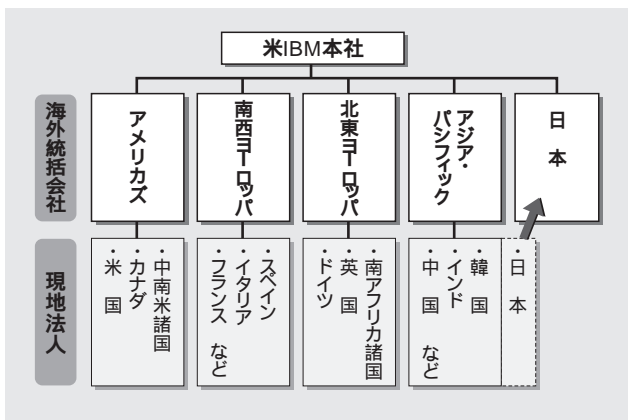 米IBM本社
海外統括会社
アメリカズ
南西ヨーロッパ
北東ヨーロッパ
アジア・
パシフィック
日本
現地法人
・中南米諸国
・カナダ
・米国
・スペイン
・イタリア
・フランス など
・南アフリカ諸国
・英国
・ドイツ
・韓国
・インド
・中国 など
・日本